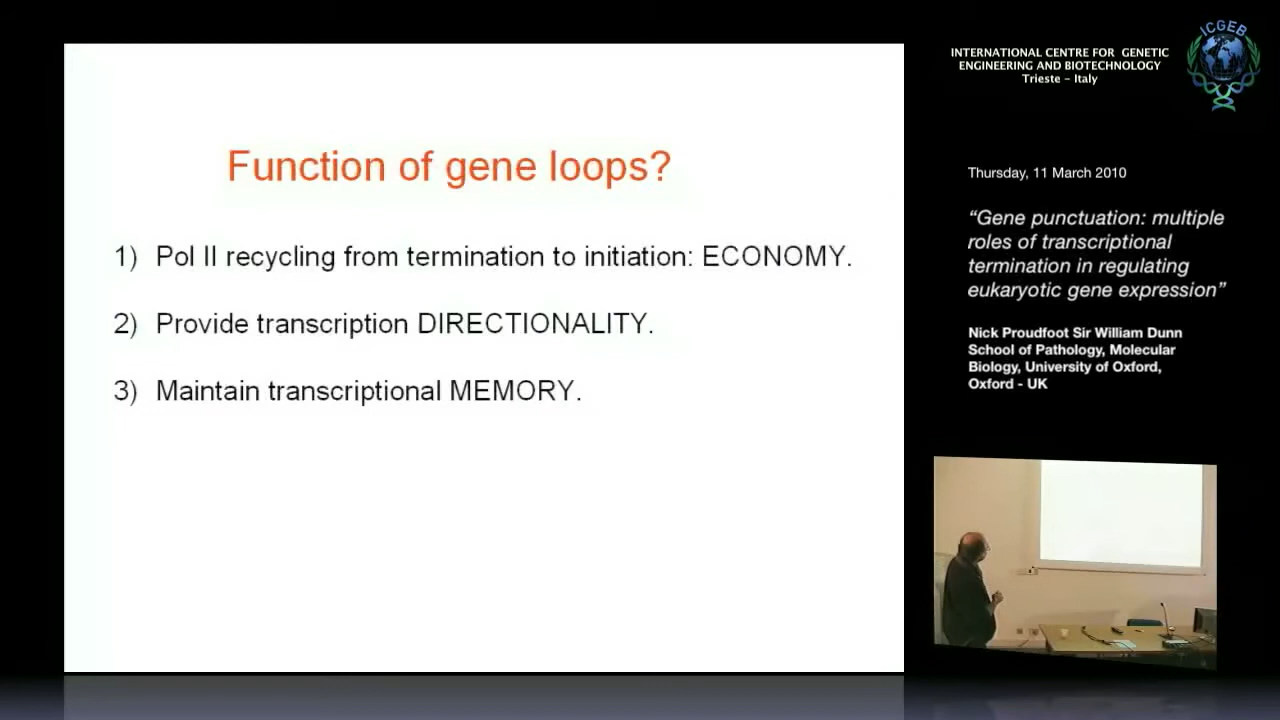 Function of gene loops?
1) Pol II recycling from termination to initiation: ECONOMY.
2) Provide transcription DIRECTIONALITY.
3) Maintain transcriptional MEMORY.
INTERNATIONAL CENTRE FOR GENETIC
ENGINEERING AND BIOTECHNOLOGY
Trieste - Italy
ICGEB
Thursday, 11 March 2010
“Gene punctuation: multiple
roles of transcriptional
termination in regulating
eukaryotic gene expression”
Nick Proudfoot Sir William Dunn
School of Pathology, Molecular
Biology, University of Oxford,
Oxford - UK